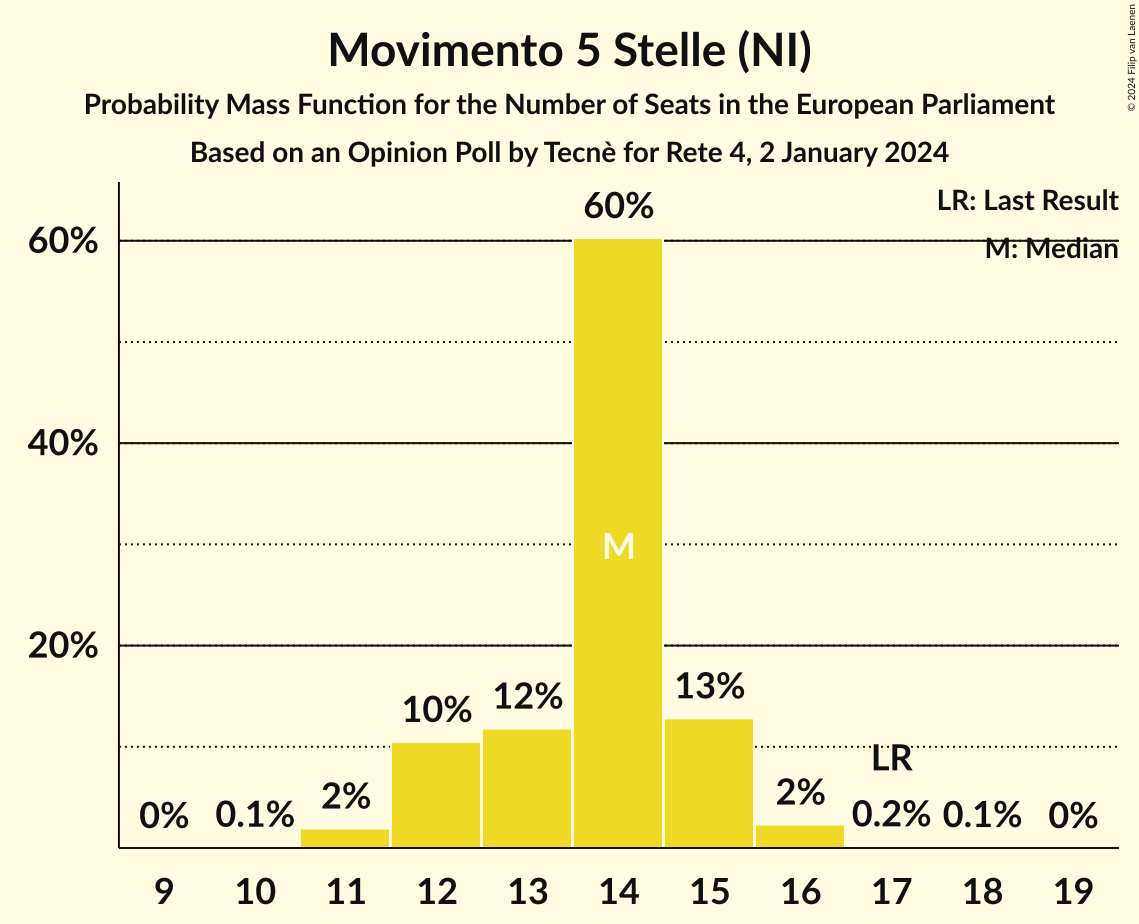 Movimento 5 Stelle (NI)
Probability Mass Function for the Number of Seats in the European Parliament
Based on an Opinion Poll by Tecnè for Rete 4, 2 January 2024
© 2024 Filip van Laenen
LR: Last Result
M: Median
60%
40%
20%
0%
0.1%
2%
10%
12%
60%
M
13%
2%
LR
0.2%
0.1%
0%
9 10 11 12 13 14 15 16 17 18 19